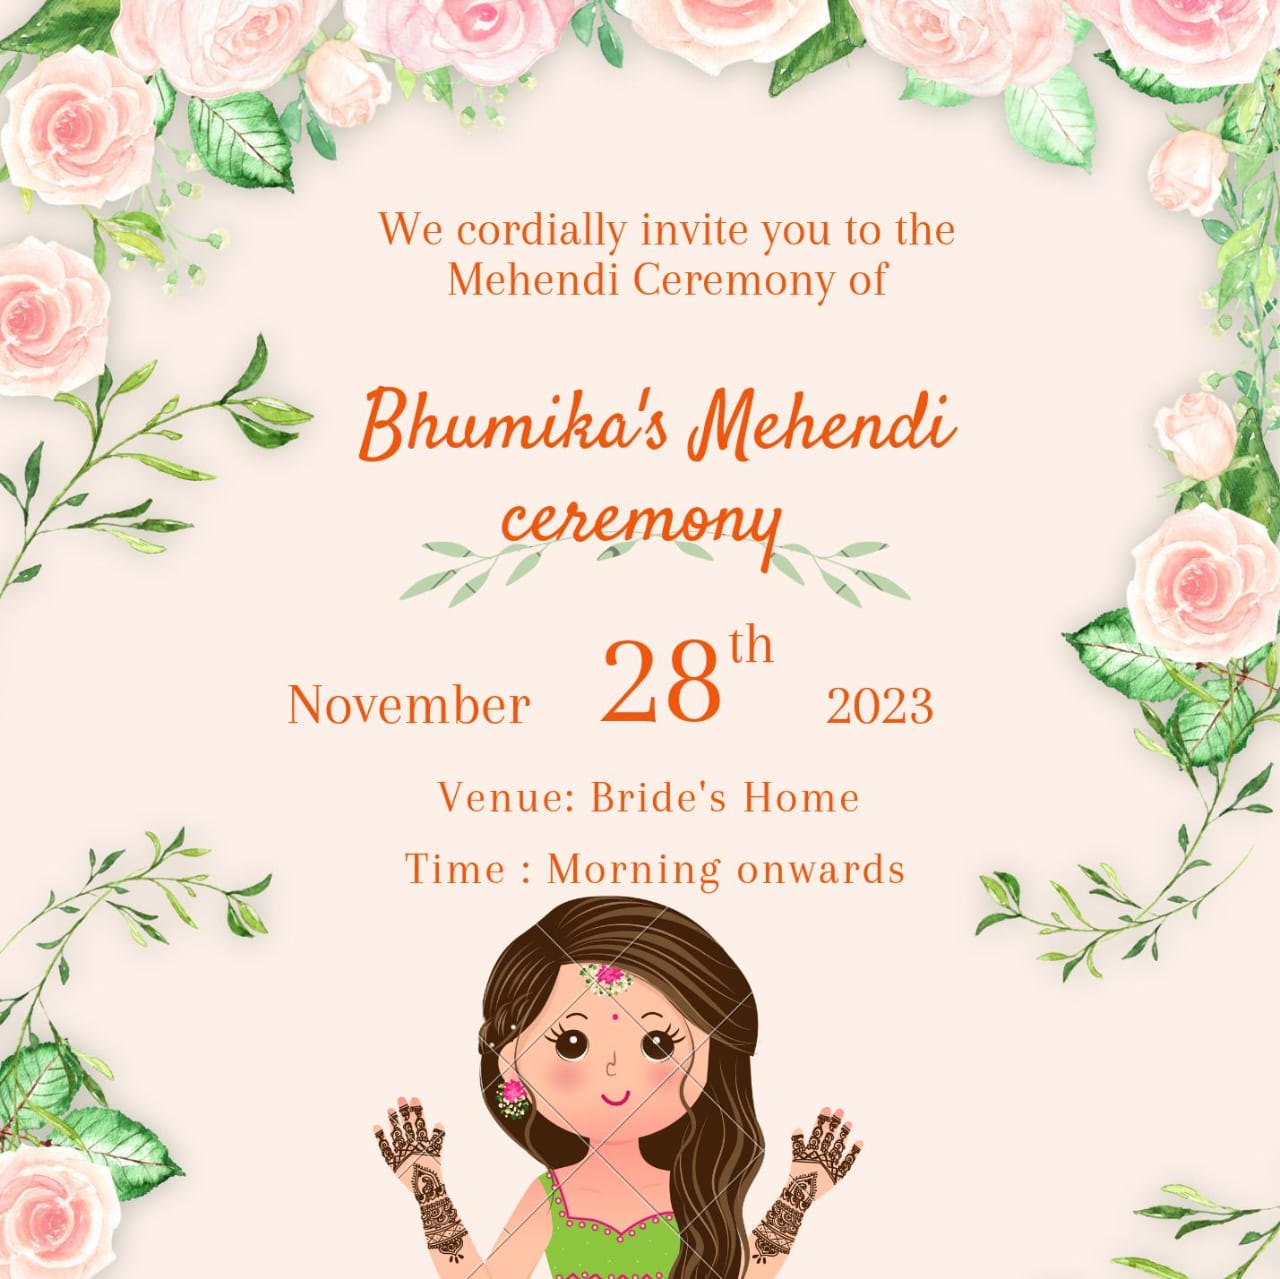 We cordially invite you to the
Mehendi Ceremony of
Bhumika's Mehendi
ceremony
November 28th 2023
Venue: Bride's Home
Time : Morning onwards